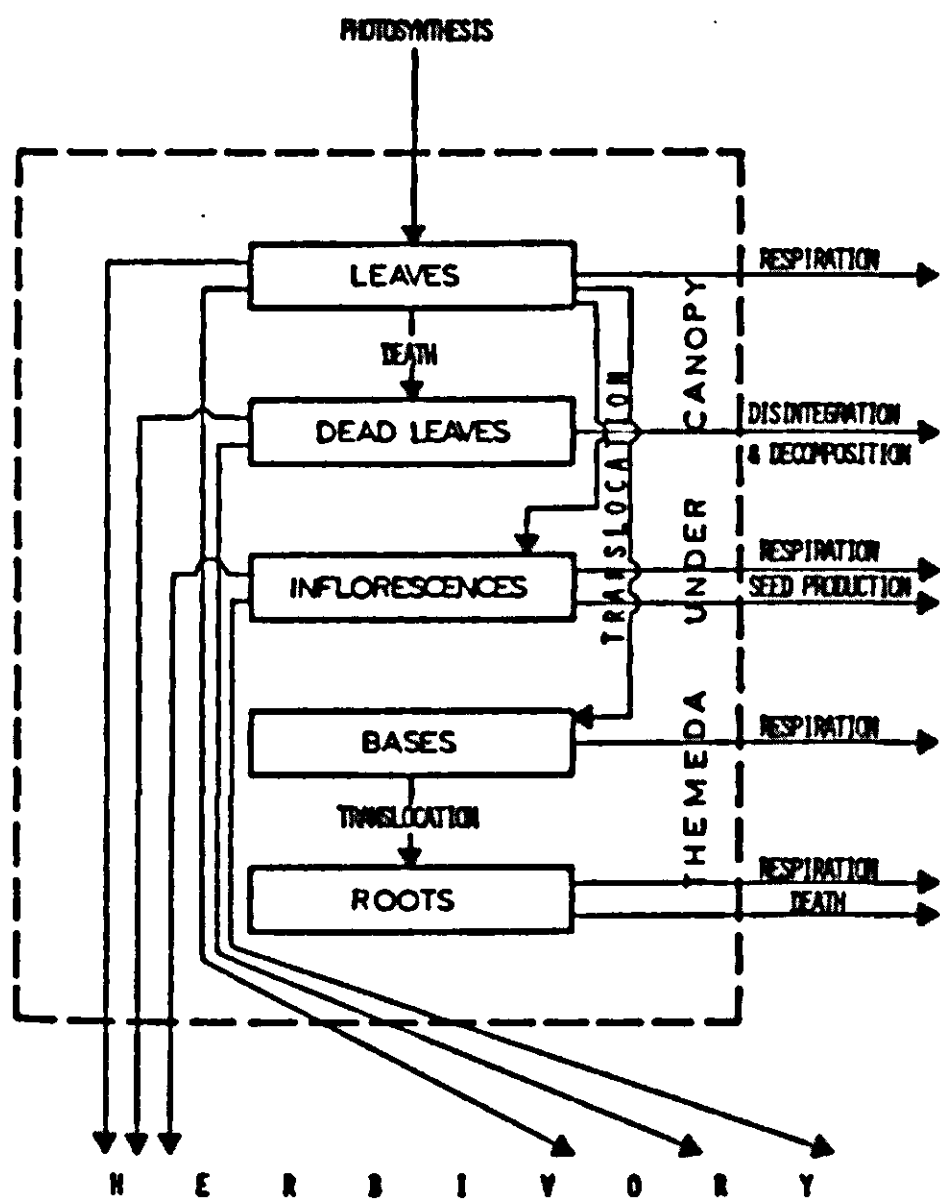 PHOTOSYNTHESIS
LEAVES
RESPIRATION
DEATH
DEAD LEAVES
DISINTEGRATION
& DECOMPOSITION
TRANSLOCATION
INFLORESCENCES
RESPIRATION
SEED PRODUCTION
THEMEDA UNDER CANOPY
BASES
RESPIRATION
TRANSLOCATION
ROOTS
RESPIRATION
DEATH
HERBIVORY